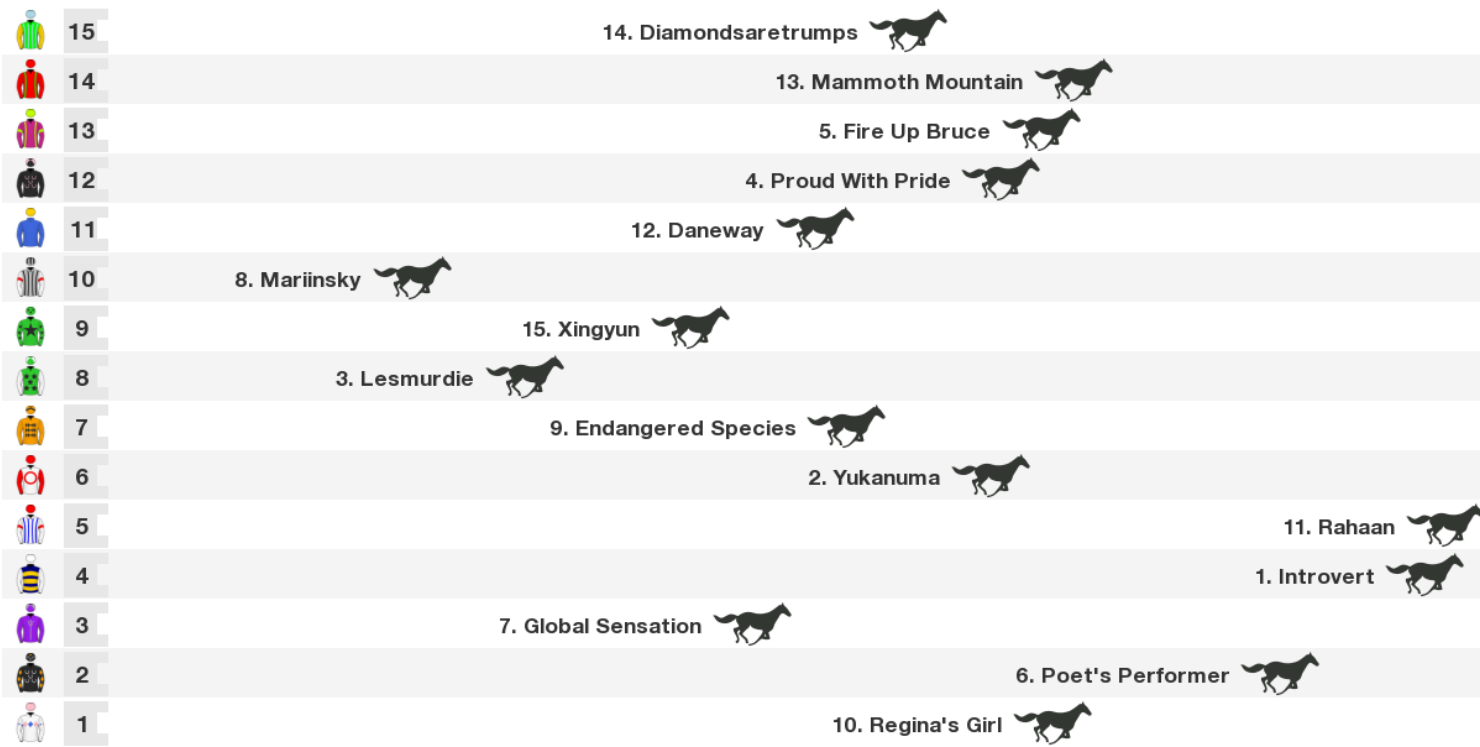 15 14. Diamondsaretrumps
14 13. Mammoth Mountain
13 5. Fire Up Bruce
12 4. Proud With Pride
11 12. Daneway
10 8. Mariinsky
9 15. Xingyun
8 3. Lesmurdie
7 9. Endangered Species
6 2. Yukanuma
5 11. Rahaan
4 1. Introvert
3 7. Global Sensation
2 6. Poet's Performer
1 10. Regina's Girl